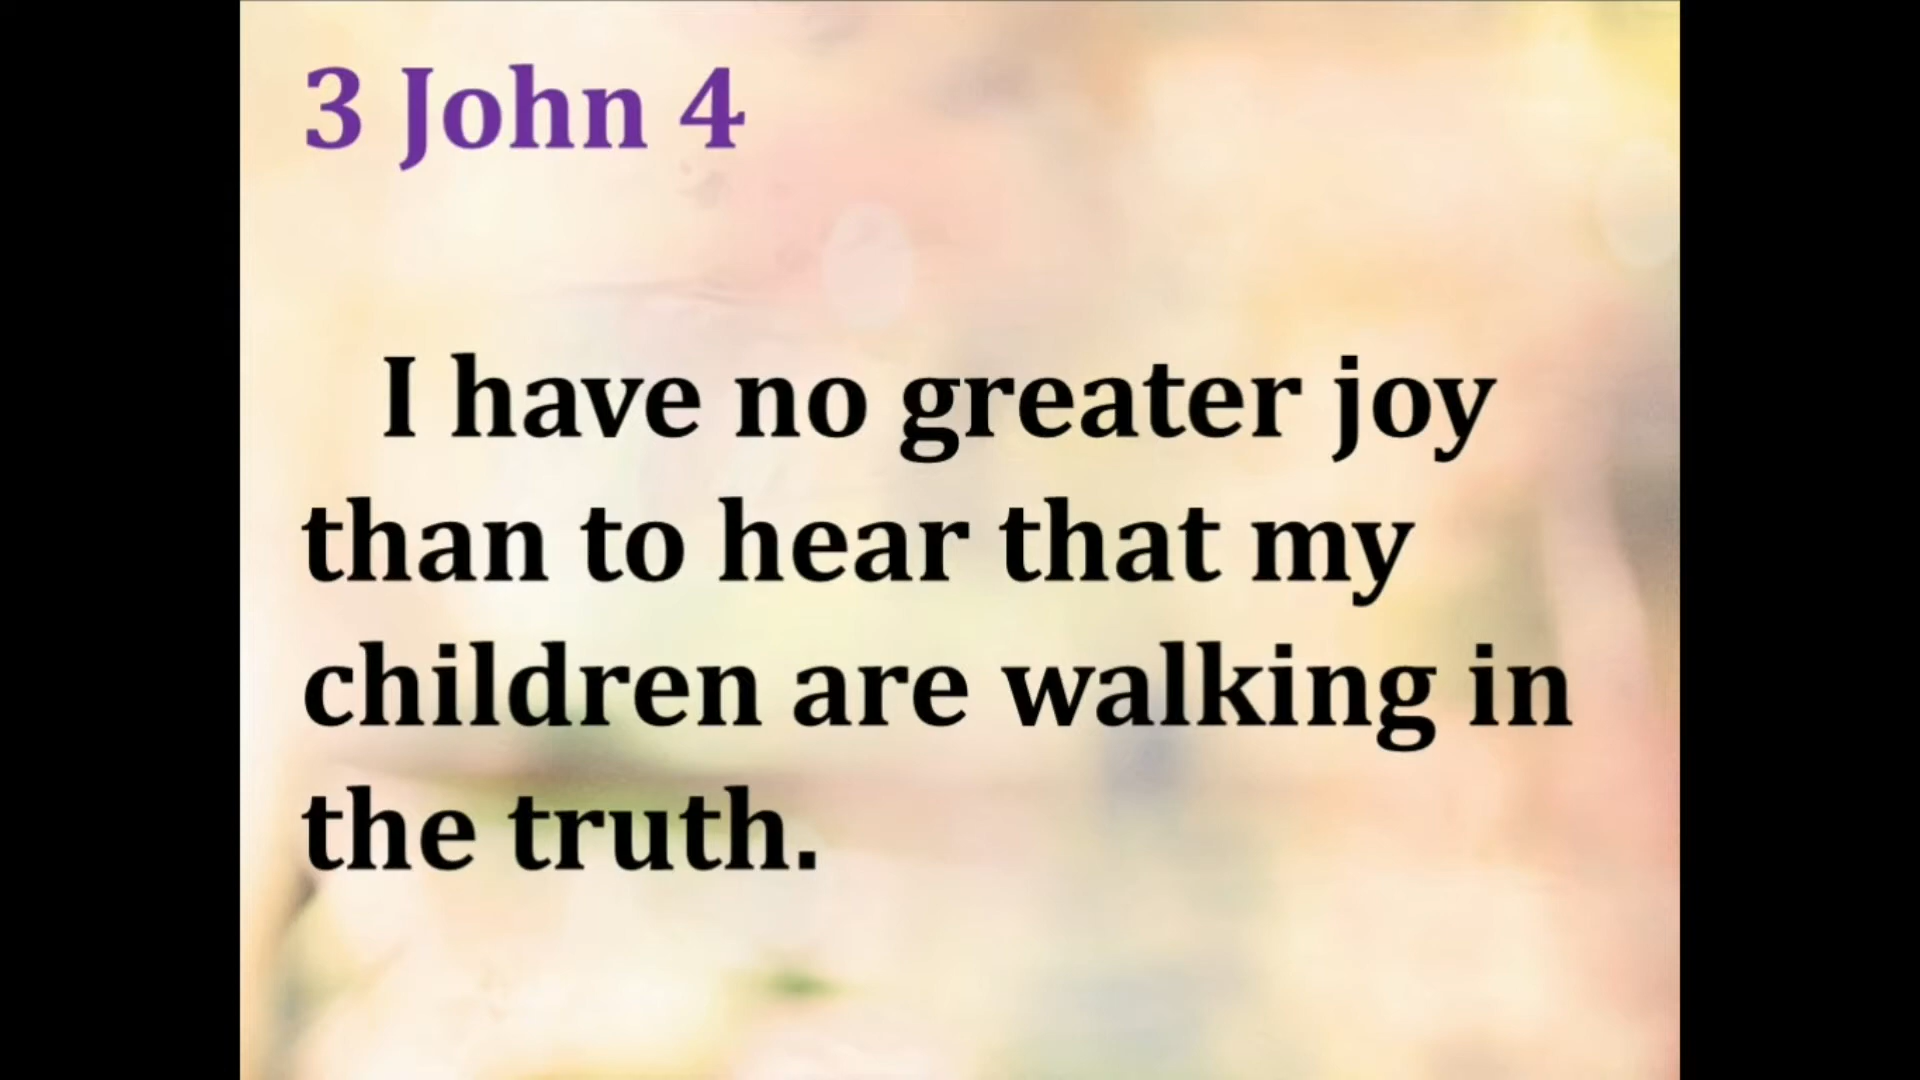 3 John 4
I have no greater joy
than to hear that my
children are walking in
the truth.